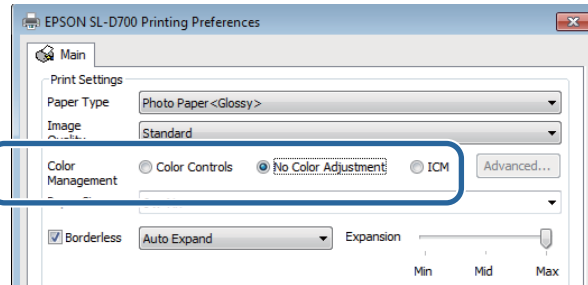 EPSON SL-D700 Printing Preferences
Main
Print Settings
Paper Type Photo Paper<Glossy>
Image
Quality Standard
Color Color Controls No Color Adjustment ICM Advanced...
Management
Borderless Auto Expand Expansion
Min Mid Max